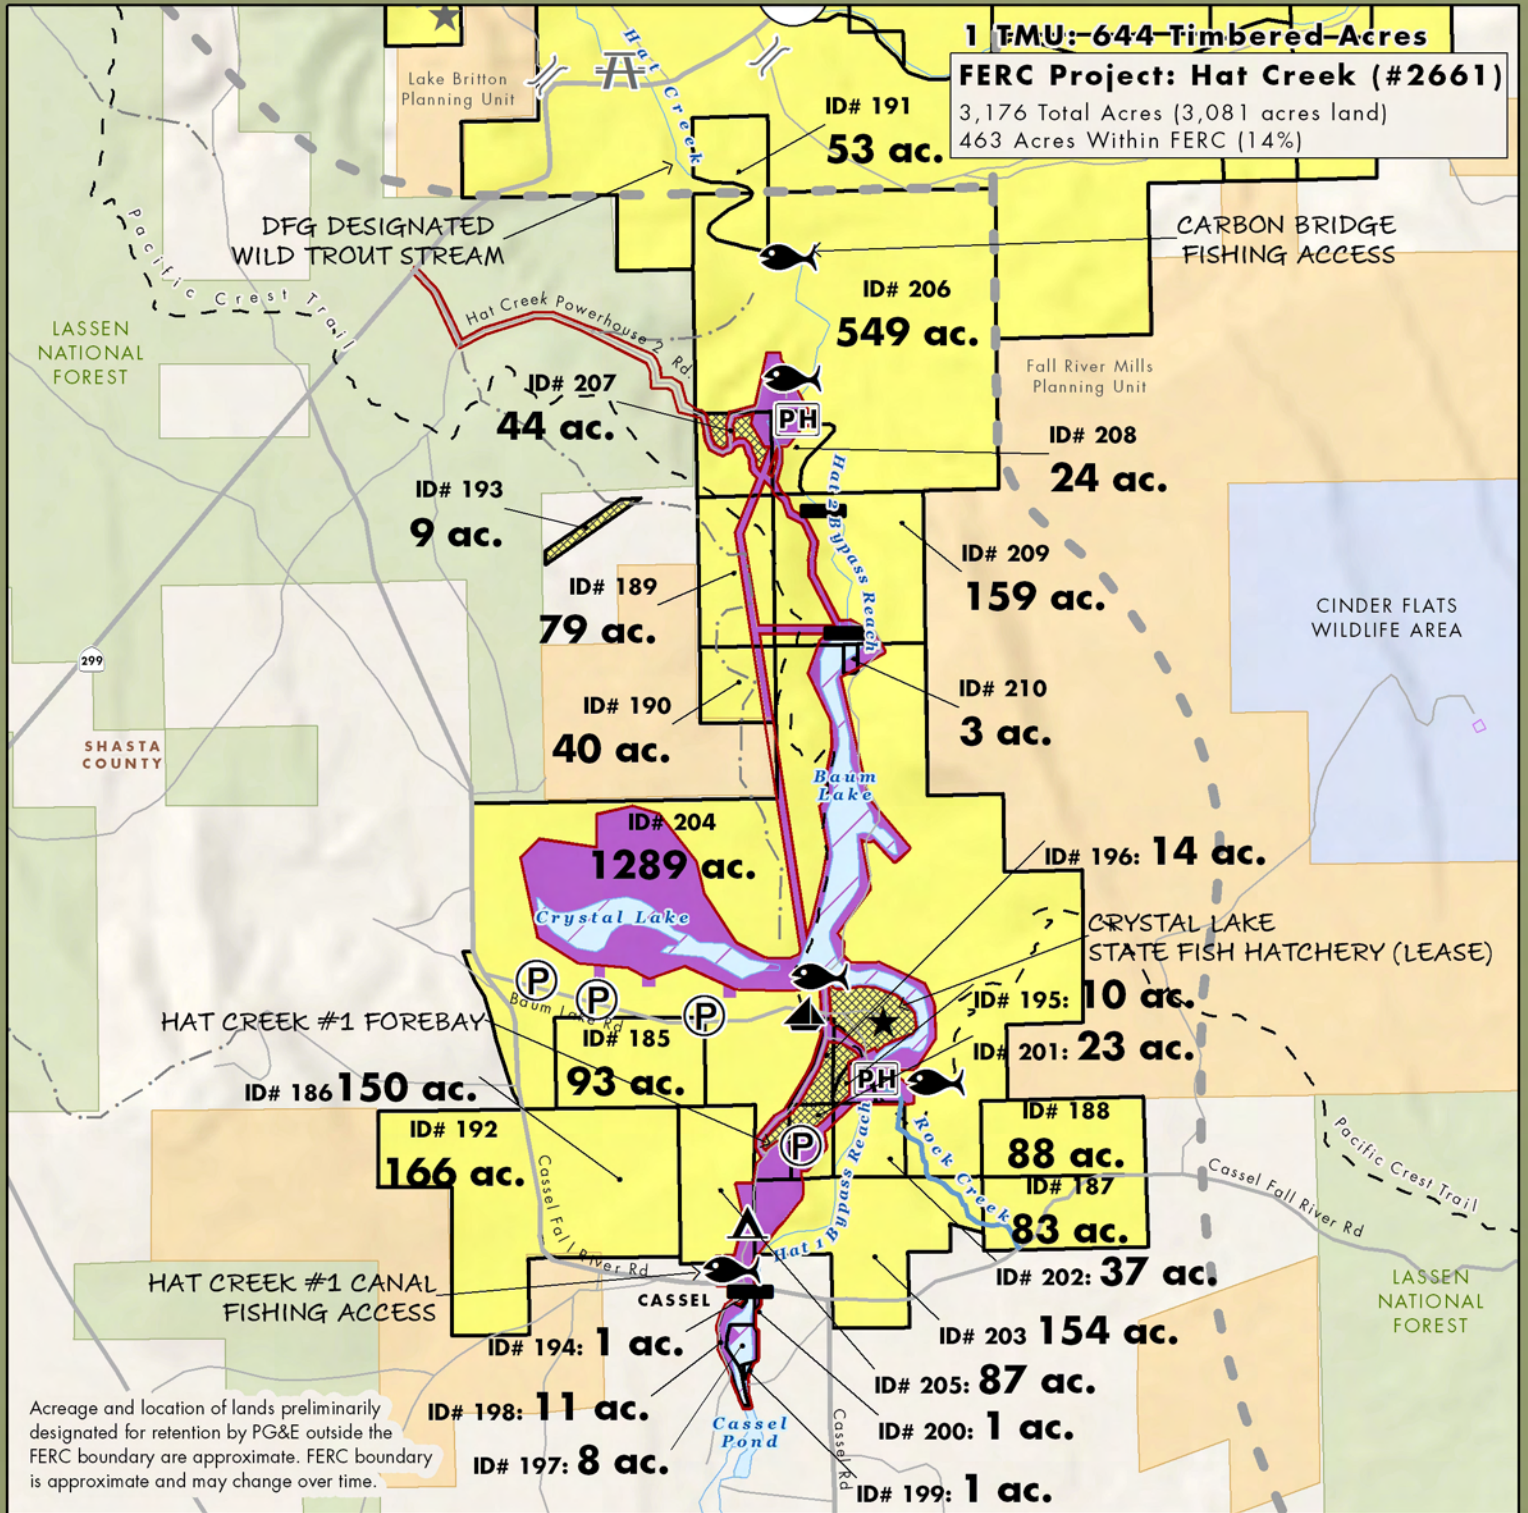 1 TMU: 644 Timbered Acres
FERC Project: Hat Creek (#2661)
3,176 Total Acres (3,081 acres land)
463 Acres Within FERC (14%)
Lake Britton
Planning Unit
Hat Creek
ID# 191
53 ac.
DFG DESIGNATED
WILD TROUT STREAM
CARBON BRIDGE
FISHING ACCESS
Pacific Crest Trail
ID# 206
549 ac.
Hat Creek Powerhouse 2 Rd.
LASSEN
NATIONAL
FOREST
Fall River Mills
Planning Unit
ID# 207
44 ac.
PH
ID# 208
24 ac.
ID# 193
9 ac.
Hat 2 Bypass Reach
ID# 209
159 ac.
ID# 189
79 ac.
CINDER FLATS
WILDLIFE AREA
299
ID# 210
3 ac.
ID# 190
40 ac.
SHASTA
COUNTY
Baum
Lake
ID# 204
1289 ac.
ID# 196: 14 ac.
Crystal Lake
CRYSTAL LAKE
STATE FISH HATCHERY (LEASE)
P
P
P
Baum Lake Rd
ID# 195: 10 ac.
HAT CREEK #1 FOREBAY
ID# 185
93 ac.
ID# 201: 23 ac.
ID# 186 150 ac.
PH
ID# 188
88 ac.
ID# 192
166 ac.
P
Hat 1 Bypass Reach
Rock Creek
Pacific Crest Trail
Cassel Fall River Rd
Cassel Fall River Rd
ID# 187
83 ac.
ID# 202: 37 ac.
HAT CREEK #1 CANAL
FISHING ACCESS
CASSEL
LASSEN
NATIONAL
FOREST
ID# 203 154 ac.
ID# 194: 1 ac.
ID# 205: 87 ac.
ID# 198: 11 ac.
ID# 200: 1 ac.
Cassel
Pond
Cassel Rd
ID# 197: 8 ac.
ID# 199: 1 ac.
Acreage and location of lands preliminarily
designated for retention by PG&E outside the
FERC boundary are approximate. FERC boundary
is approximate and may change over time.